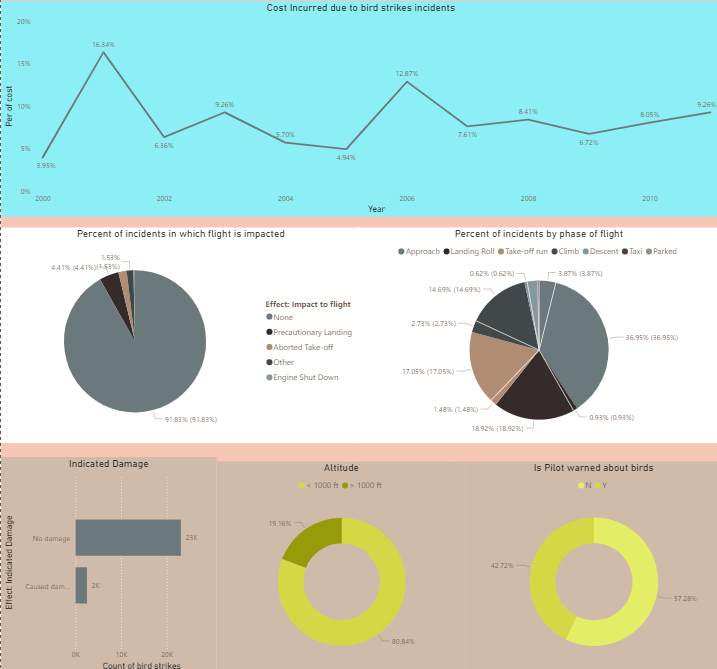 Cost Incurred due to bird strikes incidents
20%
15%
10%
5%
0%
Per of cost
3.95%
16.34%
6.36%
9.26%
5.70%
4.94%
12.87%
7.61%
8.41%
6.72%
8.05%
9.26%
2000
2002
2004
2006
2008
2010
Year
Percent of incidents in which flight is impacted
1.53%
4.41% (4.41%)
(1.53%)
91.83% (91.83%)
Effect: Impact to flight
None
Precautionary Landing
Aborted Take-off
Other
Engine Shut Down
Percent of incidents by phase of flight
Approach Landing Roll Take-off run Climb Descent Taxi Parked
0.62% (0.62%)
3.87% (3.87%)
14.69% (14.69%)
2.73% (2.73%)
36.95% (36.95%)
17.05% (17.05%)
1.48% (1.48%)
0.93% (0.93%)
18.92% (18.92%)
Indicated Damage
Effect: Indicated Damage
No damage
23K
Caused dam...
2K
0K
10K
20K
Count of bird strikes
Altitude
< 1000 ft > 1000 ft
19.16%
80.84%
Is Pilot warned about birds
N Y
42.72%
57.28%